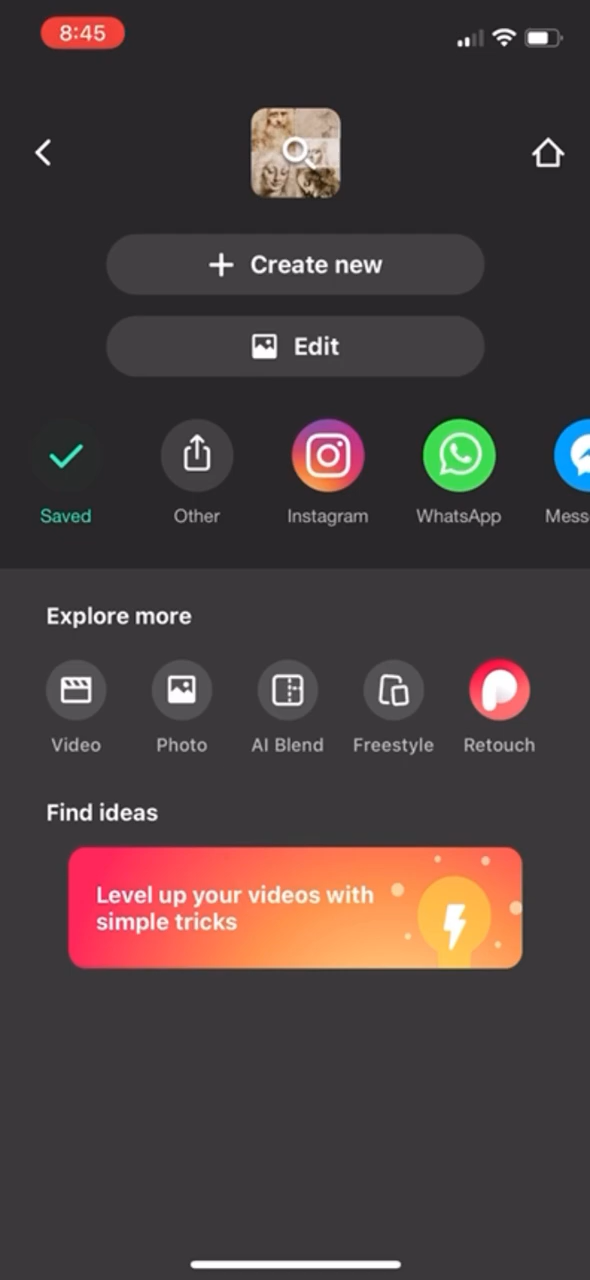 8:45
Create new
Edit
Saved
Other
Instagram
WhatsApp
Mess
Explore more
Video
Photo
AI Blend
Freestyle
Retouch
Find ideas
Level up your videos with
simple tricks